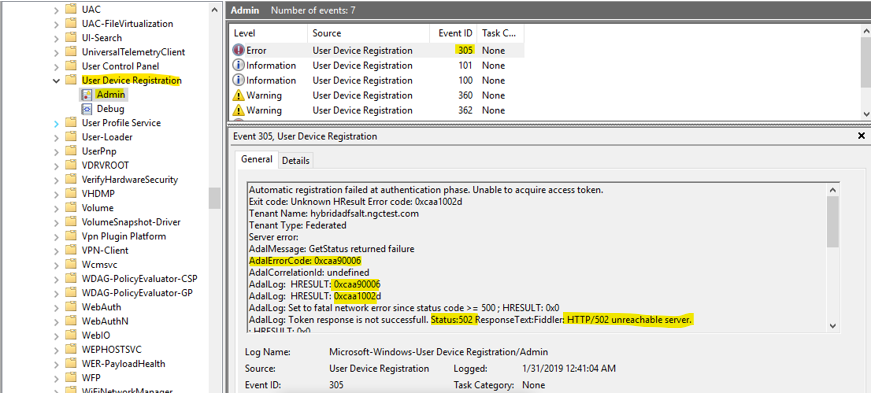 UAC
UAC-FileVirtualization
UI-Search
UniversalTelemetryClient
User Control Panel
User Device Registration
Admin
Debug
User Profile Service
User-Loader
UserPnp
VDRVROOT
VerifyHardwareSecurity
VHDMP
Volume
VolumeSnapshot-Driver
Vpn Plugin Platform
VPN-Client
Wcmsvc
WDAG-PolicyEvaluator-CSP
WDAG-PolicyEvaluator-GP
WebAuth
WebAuthN
WebIO
WEPHOSTSVC
WER-PayloadHealth
WFP
WiFiNetworkManager
Admin Number of events: 7
Level Source Event ID Task C...
Error User Device Registration 305 None
Information User Device Registration 101 None
Information User Device Registration 100 None
Warning User Device Registration 360 None
Warning User Device Registration 362 None
Event 305, User Device Registration
General Details
Automatic registration failed at authentication phase. Unable to acquire access token.
Exit code: Unknown HResult Error code: 0xcaa1002d
Tenant Name: hybridadfsalt.ngctest.com
Tenant Type: Federated
Server error:
AdalMessage: GetStatus returned failure
AdalErrorCode: 0xcaa90006
AdalCorrelationId: undefined
AdalLog: HRESULT: 0xcaa90006
AdalLog: HRESULT: 0xcaa1002d
AdalLog: Set to fatal network error since status code >= 500 ; HRESULT: 0x0
AdalLog: Token response is not successfull. Status:502 ResponseText:Fiddler: HTTP/502 unreachable server.
; HRESULT: 0x0
Log Name: Microsoft-Windows-User Device Registration/Admin
Source: User Device Registration Logged: 1/31/2019 12:41:04 AM
Event ID: 305 Task Category: None